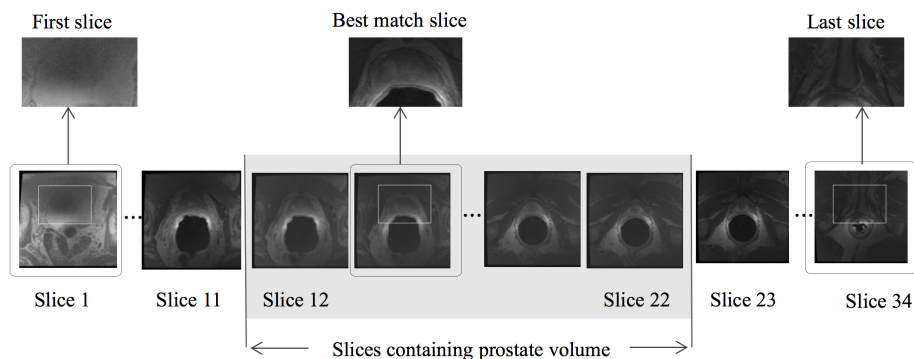 First slice
Best match slice
Last slice
...
...
...
Slice 1
Slice 11
Slice 12
Slice 22
Slice 23
Slice 34
Slices containing prostate volume